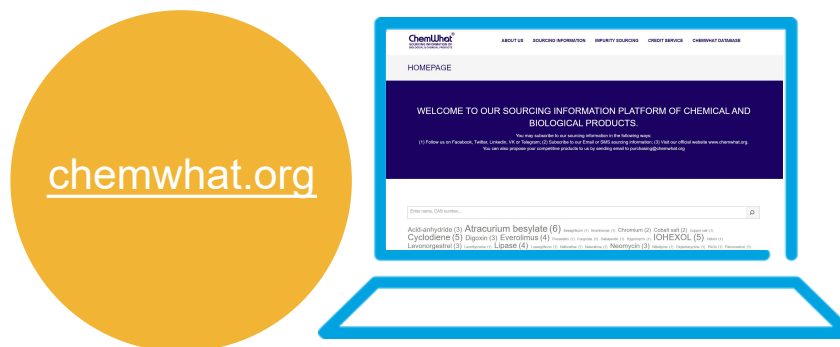 chemwhat.org
ChemWhat®
SOURCING INFORMATION OF
BIOLOGICAL & CHEMICAL PRODUCTS
ABOUT US SOURCING INFORMATION IMPURITY SOURCING CREDIT SERVICE CHEMWHAT DATABASE
HOMEPAGE
WELCOME TO OUR SOURCING INFORMATION PLATFORM OF CHEMICAL AND
BIOLOGICAL PRODUCTS.
You may subscribe to our sourcing information in the following ways:
(1) Follow us on Facebook, Twitter, Linkedin, VK or Telegram; (2) Subscribe to our Email or SMS sourcing information; (3) Visit our official website www.chemwhat.org.
You can also propose your competitive products to us by sending email to purchasing@chemwhat.org
Enter name, CAS number...
Acid-anhydride (3) Atracurium besylate (6) Chromium (2) Cobalt salt (2)
Cyclodiene (5) Digoxin (3) Everolimus (4) IOHEXOL (5)
Levonorgestrel (3) Lipase (4) Neomycin (3)